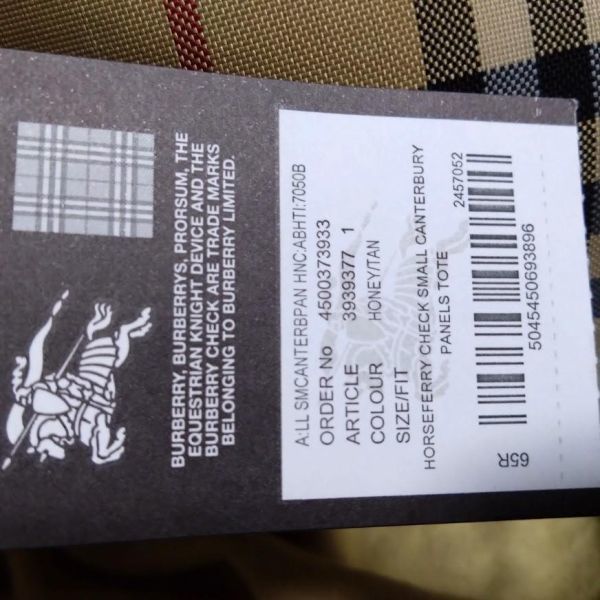 BURBERRY, BURBERRYS, PRORSUM, THE
EQUESTRIAN KNIGHT DEVICE AND THE
BURBERRY CHECK ARE TRADE MARKS
BELONGING TO BURBERRY LIMITED.
A:LL SMCANTERBPAN HNC:ABHTI:7050B
ORDER No 4500373933
ARTICLE 3939377 1
COLOUR HONEY/TAN
SIZE/FIT
HORSEFERRY CHECK SMALL CANTERBURY
PANELS TOTE
2457052
5045450693896
65R